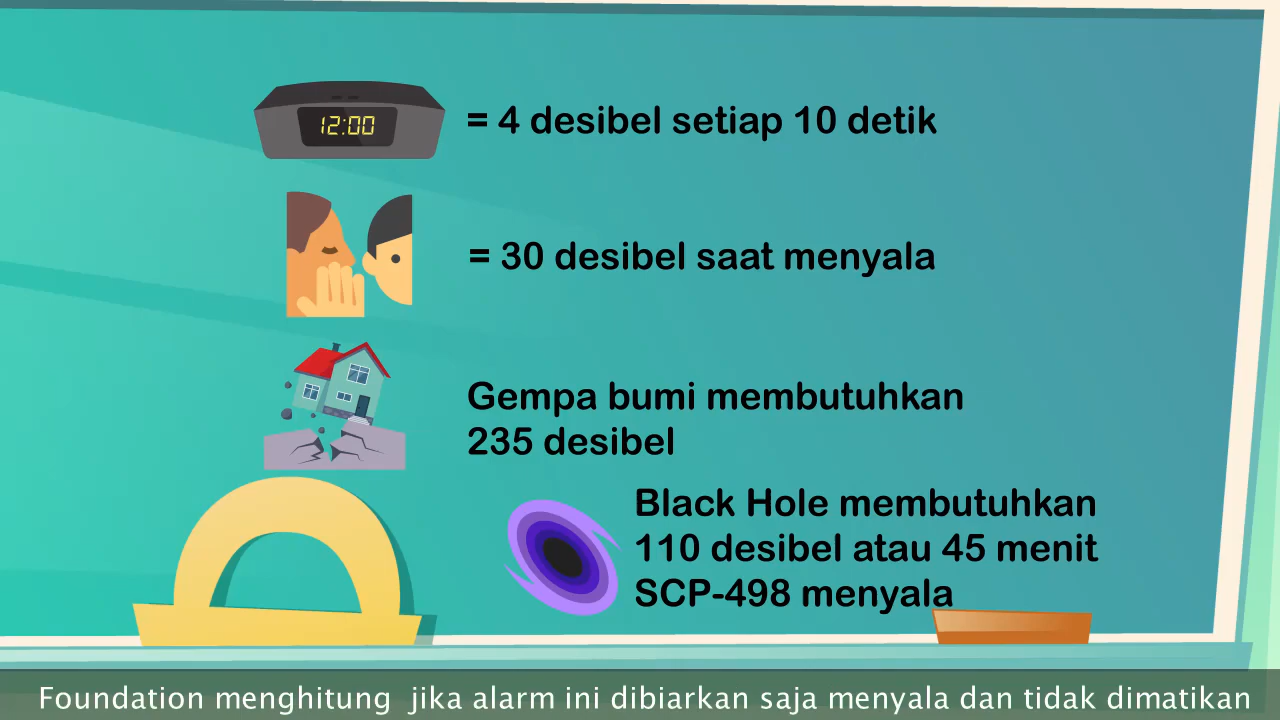 12:00
= 4 desibel setiap 10 detik
= 30 desibel saat menyala
Gempa bumi membutuhkan
235 desibel
Black Hole membutuhkan
110 desibel atau 45 menit
SCP-498 menyala
Foundation menghitung  jika alarm ini dibiarkan saja menyala dan tidak dimatikan